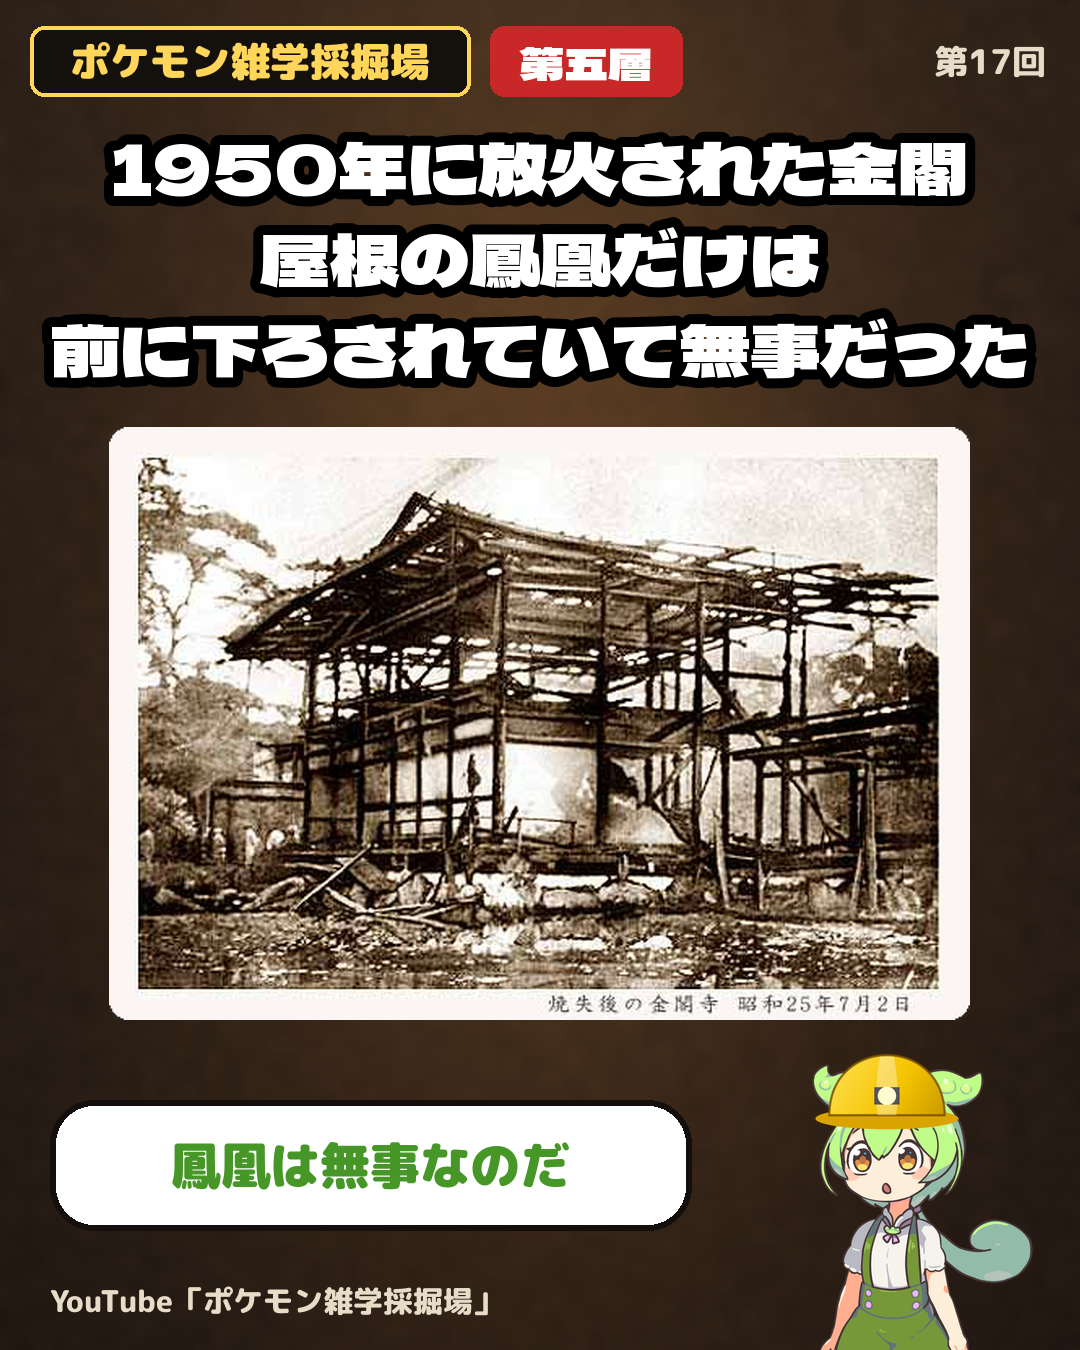 ポケモン雑学採掘場
第五層
第17回
1950年に放火された金閣
屋根の鳳凰だけは
前に下ろされていて無事だった
焼失後の金閣寺 昭和25年7月2日
鳳凰は無事なのだ
YouTube「ポケモン雑学採掘場」